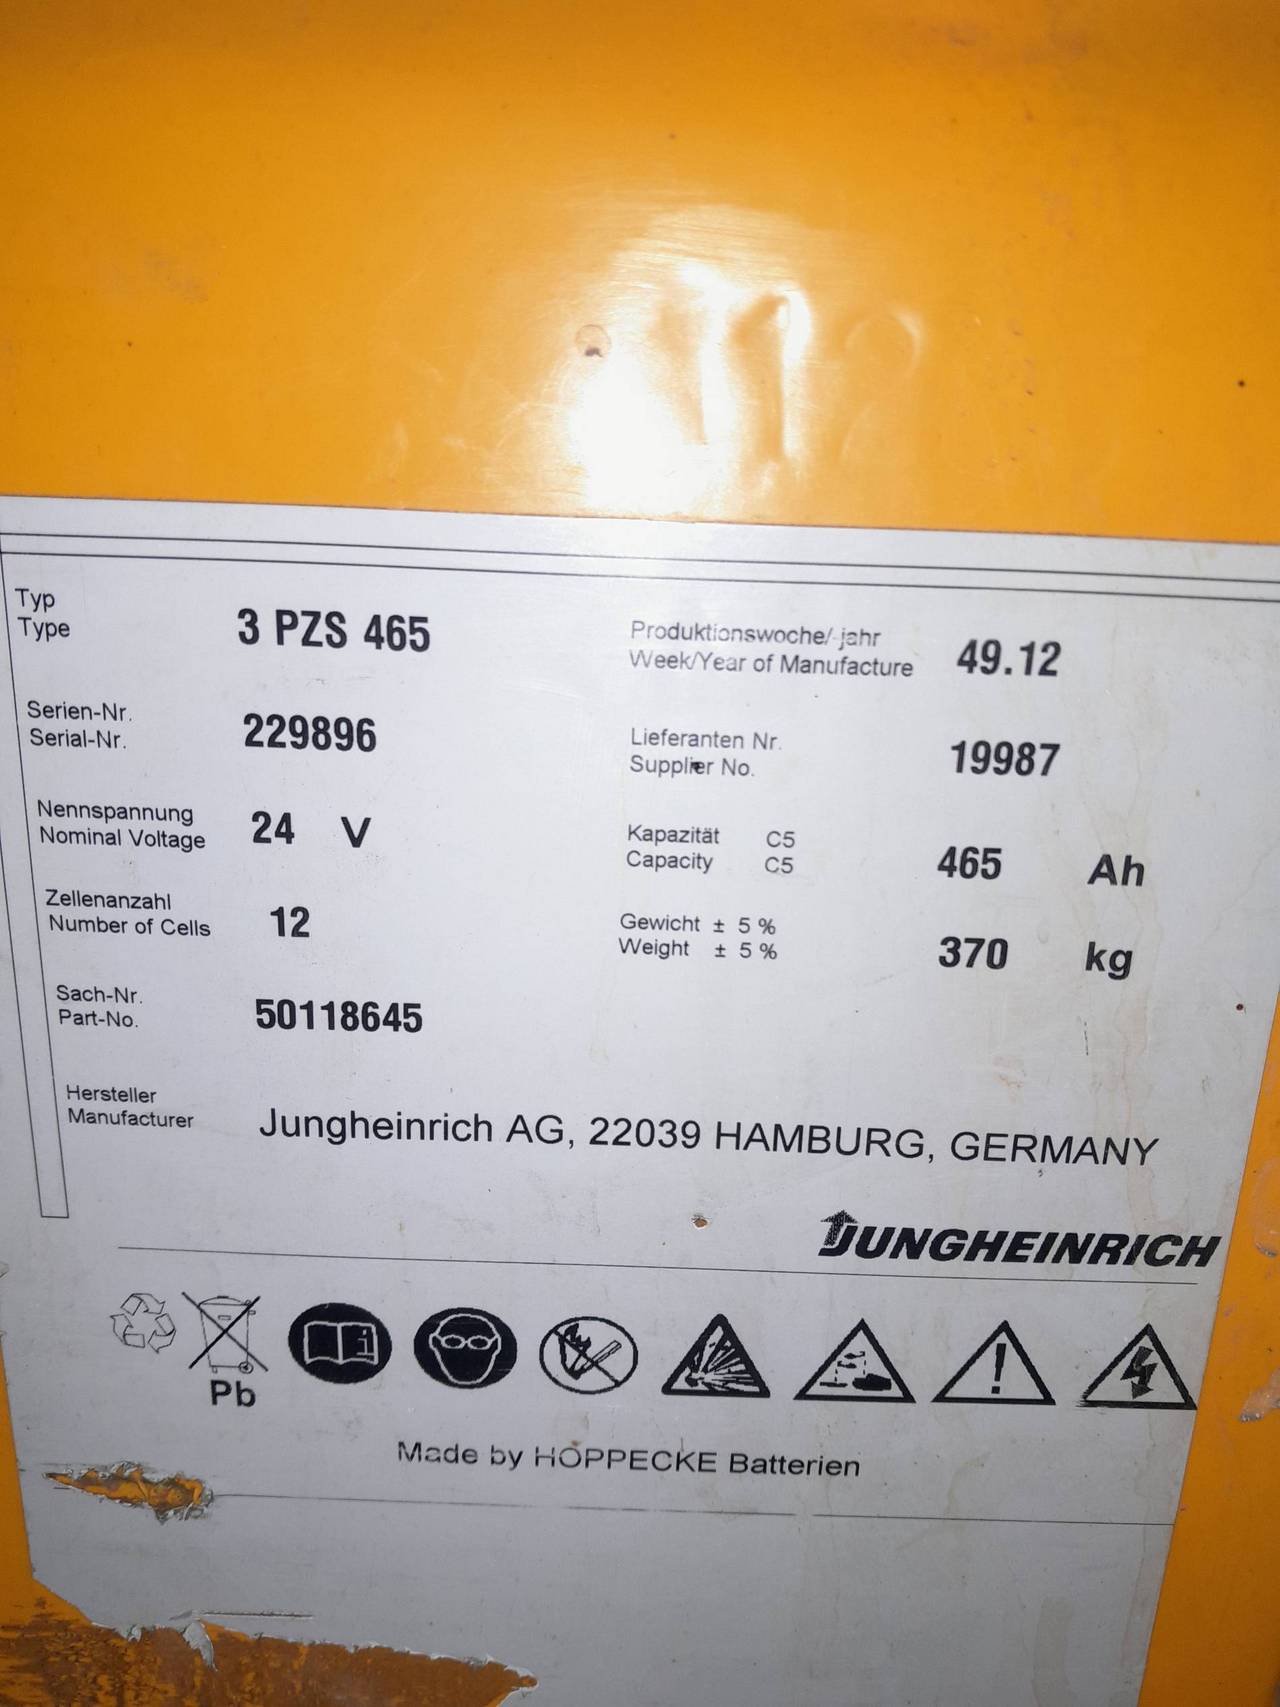 Typ
Type
3 PZS 465
Produktionswoche/-jahr
Week/Year of Manufacture
49.12
Serien-Nr.
Serial-Nr.
229896
Lieferanten Nr.
Supplier No.
19987
Nennspannung
Nominal Voltage
24 V
Kapazität C5
Capacity C5
465 Ah
Zellenanzahl
Number of Cells
12
Gewicht ± 5 %
Weight ± 5 %
370 kg
Sach-Nr.
Part-No.
50118645
Hersteller
Manufacturer
Jungheinrich AG, 22039 HAMBURG, GERMANY
JUNGHEINRICH
Pb
Made by HOPPECKE Batterien